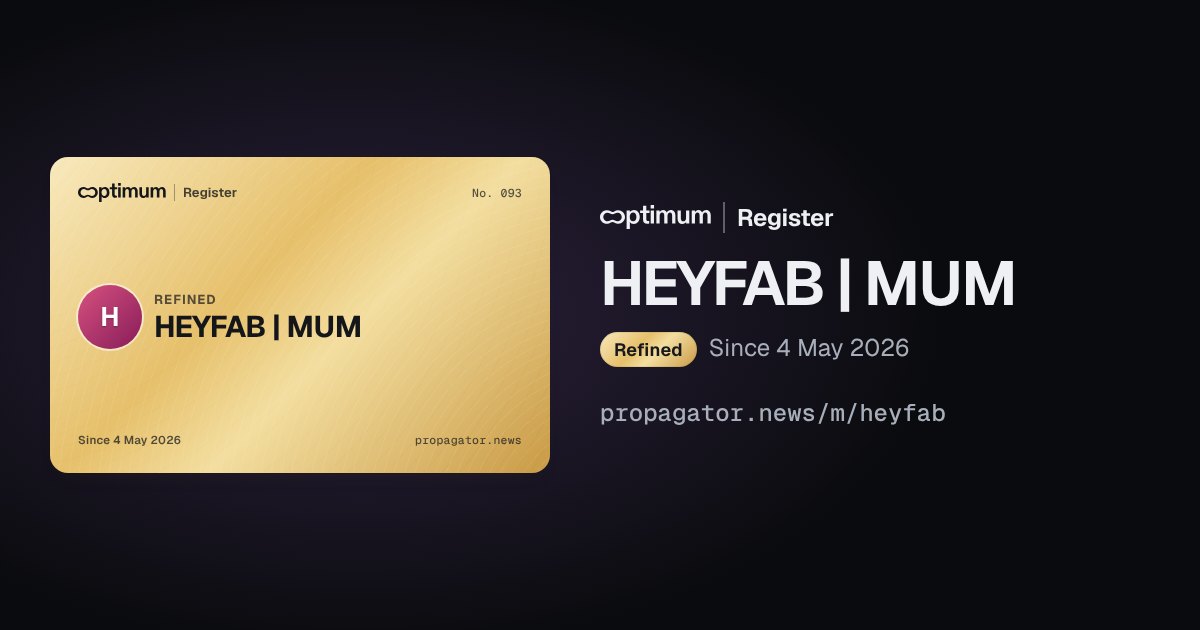 optimum | Register
No. 093
H
REFINED
HEYFAB | MUM
Since 4 May 2026
propagator.news
optimum | Register
HEYFAB | MUM
Refined
Since 4 May 2026
propagator.news/m/heyfab